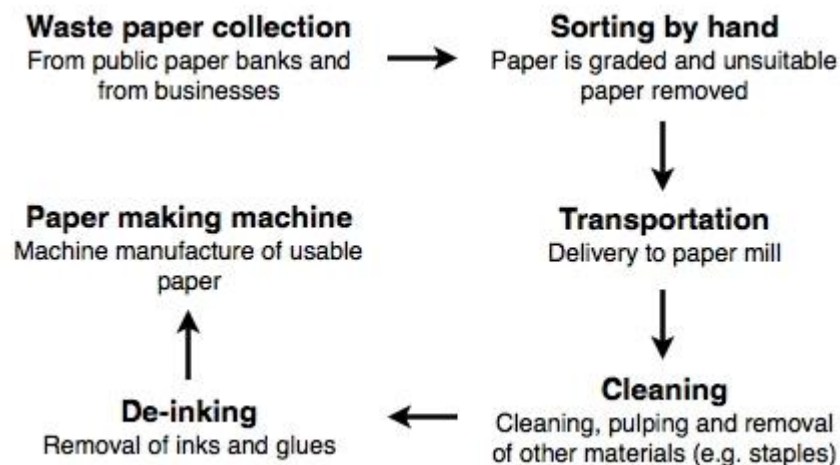 Waste paper collection
From public paper banks and
from businesses
Sorting by hand
Paper is graded and unsuitable
paper removed
Transportation
Delivery to paper mill
Cleaning
Cleaning, pulping and removal
of other materials (e.g. staples)
De-inking
Removal of inks and glues
Paper making machine
Machine manufacture of usable
paper